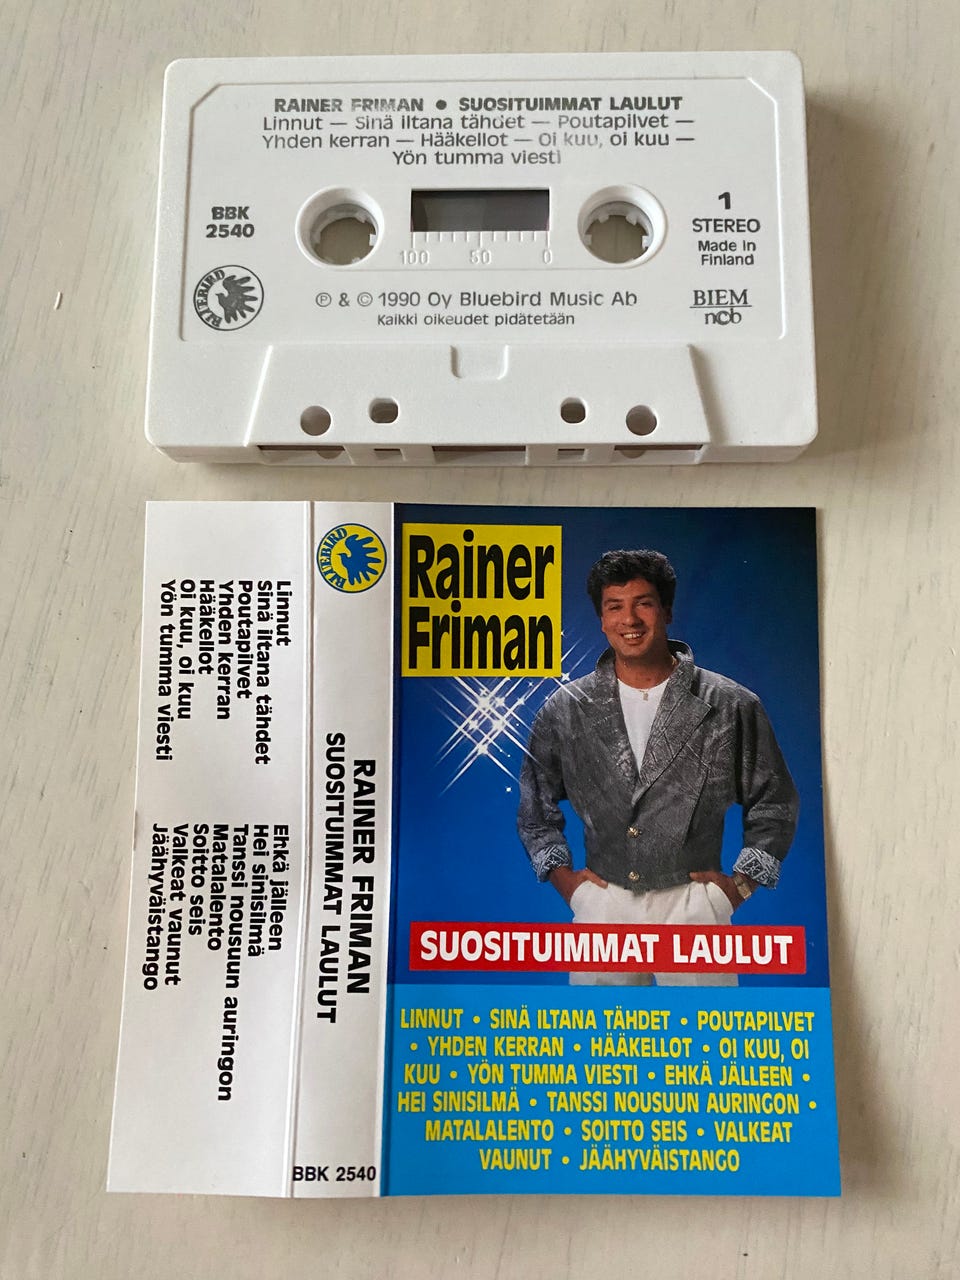 RAINER FRIMAN • SUOSITUIMMAT LAULUT
Linnut — Sinä iltana tähdet — Poutapilvet —
Yhden kerran — Hääkellot — Oi kuu, oi kuu —
Yön tumma viesti
BBK
2540
1
STEREO
Made in
Finland
100 50 0
BLUEBIRD
℗ & © 1990 Oy Bluebird Music Ab
Kaikki oikeudet pidätetään
BIEM
ncb
Linnut
Sinä iltana tähdet
Poutapilvet
Yhden kerran
Hääkellot
Oi kuu, oi kuu
Yön tumma viesti
Ehkä jälleen
Hei sinisilmä
Tanssi nousuun auringon
Matalalento
Soitto seis
Valkeat vaunut
Jäähyväistango
BLUEBIRD
RAINER FRIMAN
SUOSITUIMMAT LAULUT
BBK 2540
Rainer
Friman
SUOSITUIMMAT LAULUT
LINNUT • SINÄ ILTANA TÄHDET • POUTAPILVET
• YHDEN KERRAN • HÄÄKELLOT • OI KUU, OI
KUU • YÖN TUMMA VIESTI • EHKÄ JÄLLEEN •
HEI SINISILMÄ • TANSSI NOUSUUN AURINGON •
MATALALENTO • SOITTO SEIS • VALKEAT
VAUNUT • JÄÄHYVÄISTANGO